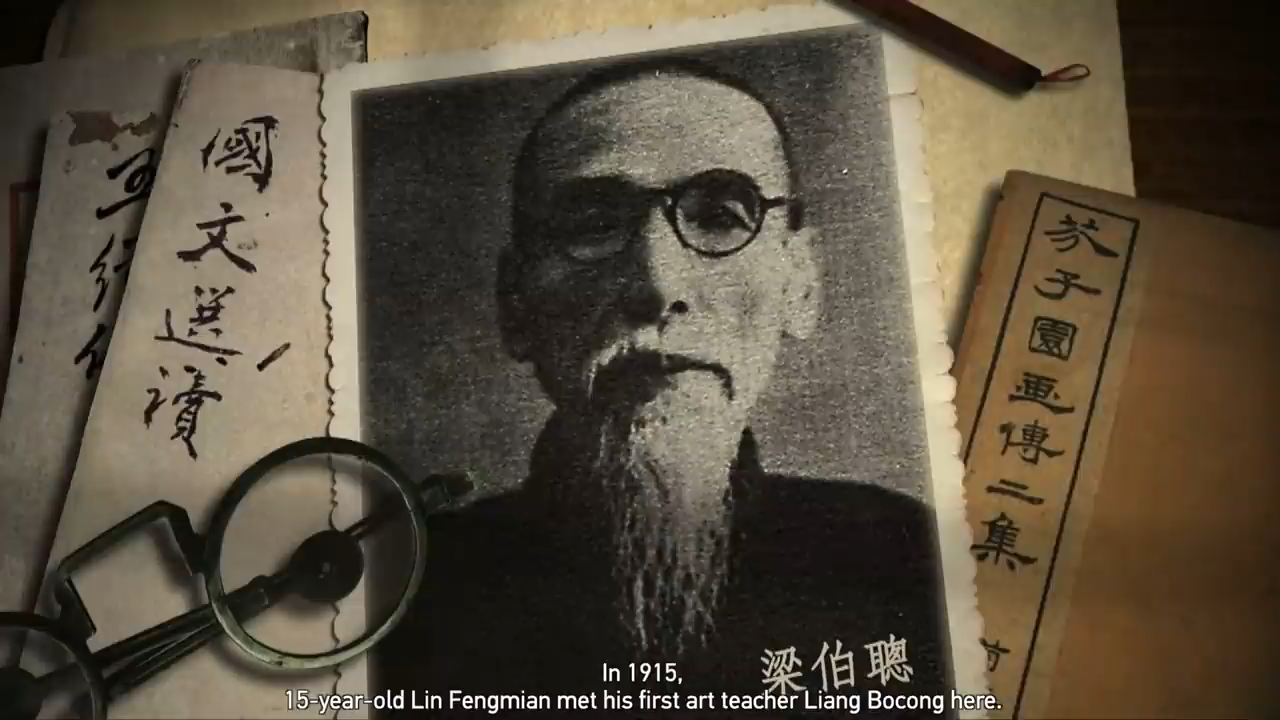 國文選讀
芥子園画傳二集
梁伯聰
In 1915,
15-year-old Lin Fengmian met his first art teacher Liang Bocong here.